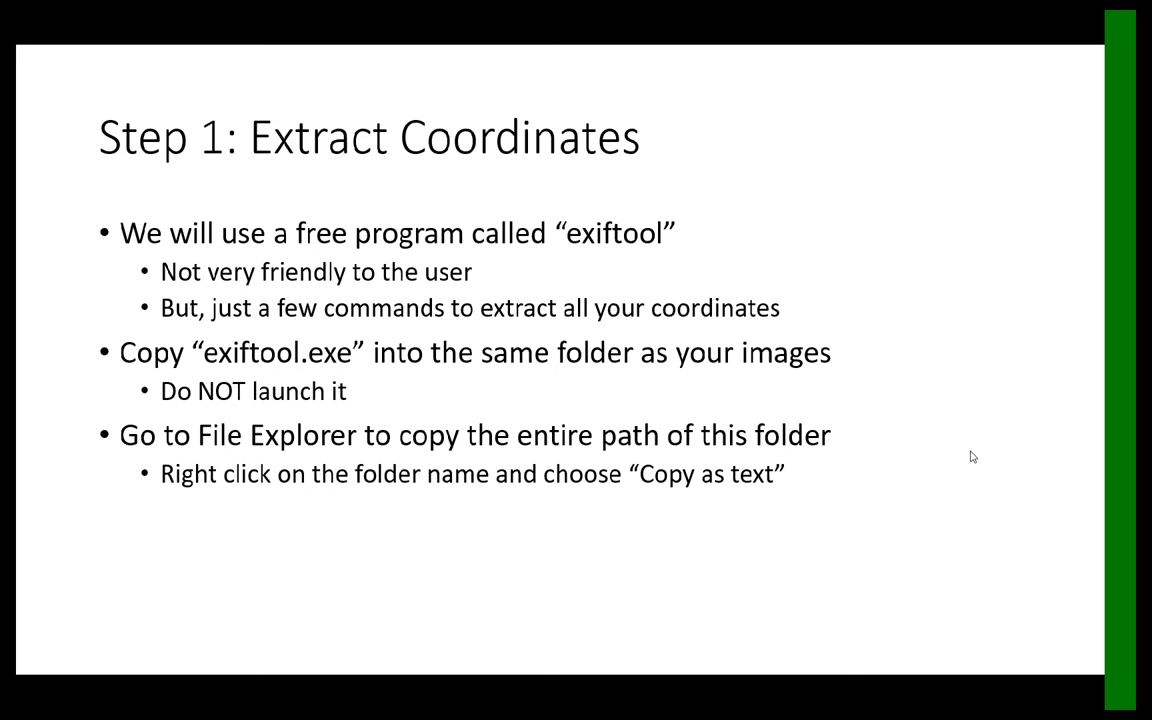 Step 1: Extract Coordinates
• We will use a free program called “exiftool”
• Not very friendly to the user
• But, just a few commands to extract all your coordinates
• Copy “exiftool.exe” into the same folder as your images
• Do NOT launch it
• Go to File Explorer to copy the entire path of this folder
• Right click on the folder name and choose “Copy as text”